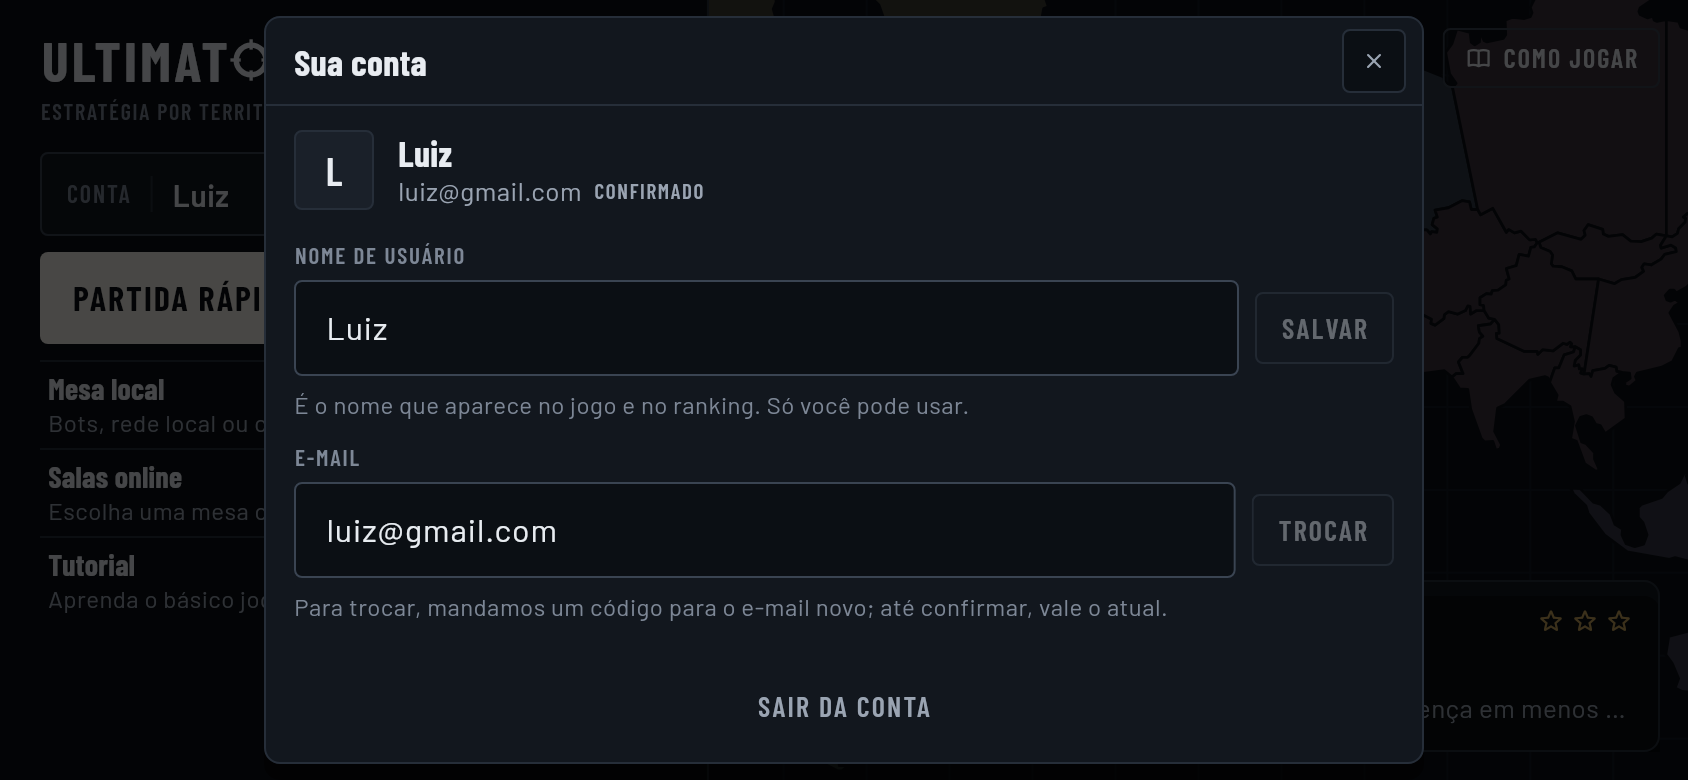 ULTIMAT
Sua conta
COMO JOGAR
ESTRATÉGIA POR TERRIT
L
Luiz
luiz@gmail.com CONFIRMADO
CONTA Luiz
NOME DE USUÁRIO
PARTIDA RÁPI
Luiz
SALVAR
Mesa local
Bots, rede local ou
É o nome que aparece no jogo e no ranking. Só você pode usar.
E-MAIL
Salas online
Escolha uma mesa
luiz@gmail.com
TROCAR
Tutorial
Aprenda o básico
Para trocar, mandamos um código para o e-mail novo; até confirmar, vale o atual.
SAIR DA CONTA
ença em menos ...